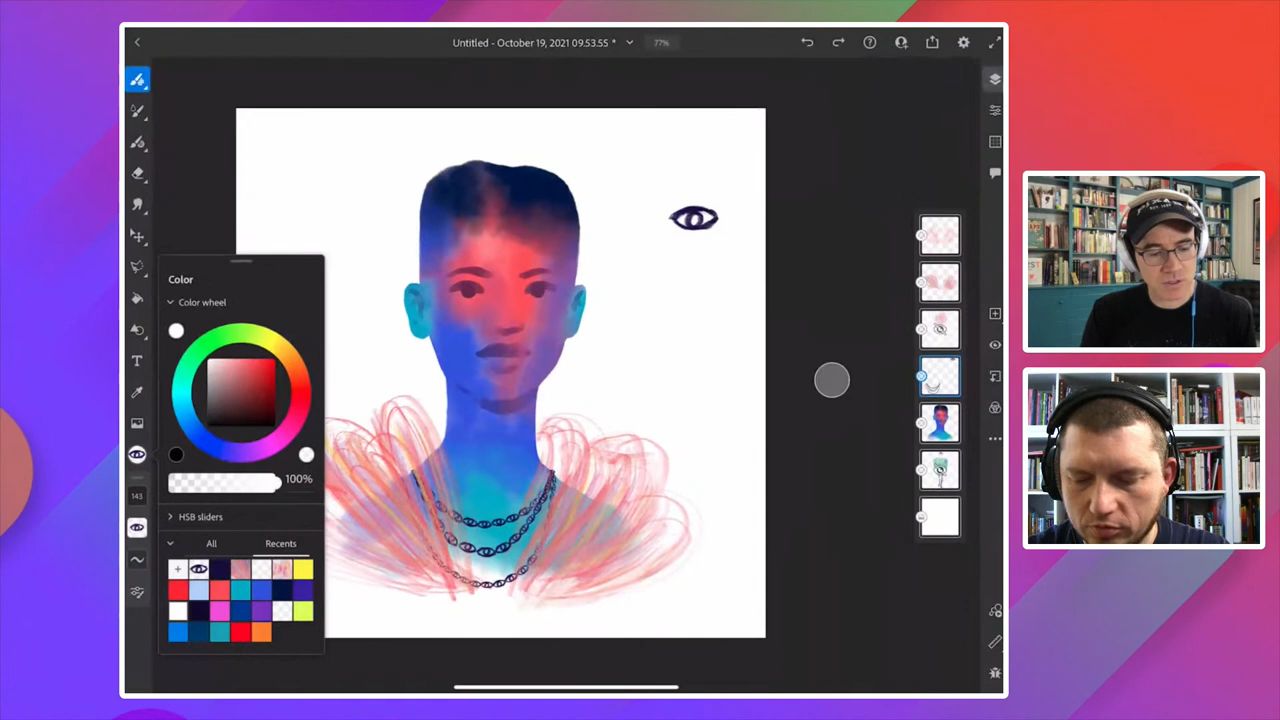 Untitled - October 19, 2021 09.53.55 *
77%
Color
Color wheel
100%
HSB sliders
All
Recents
143
T